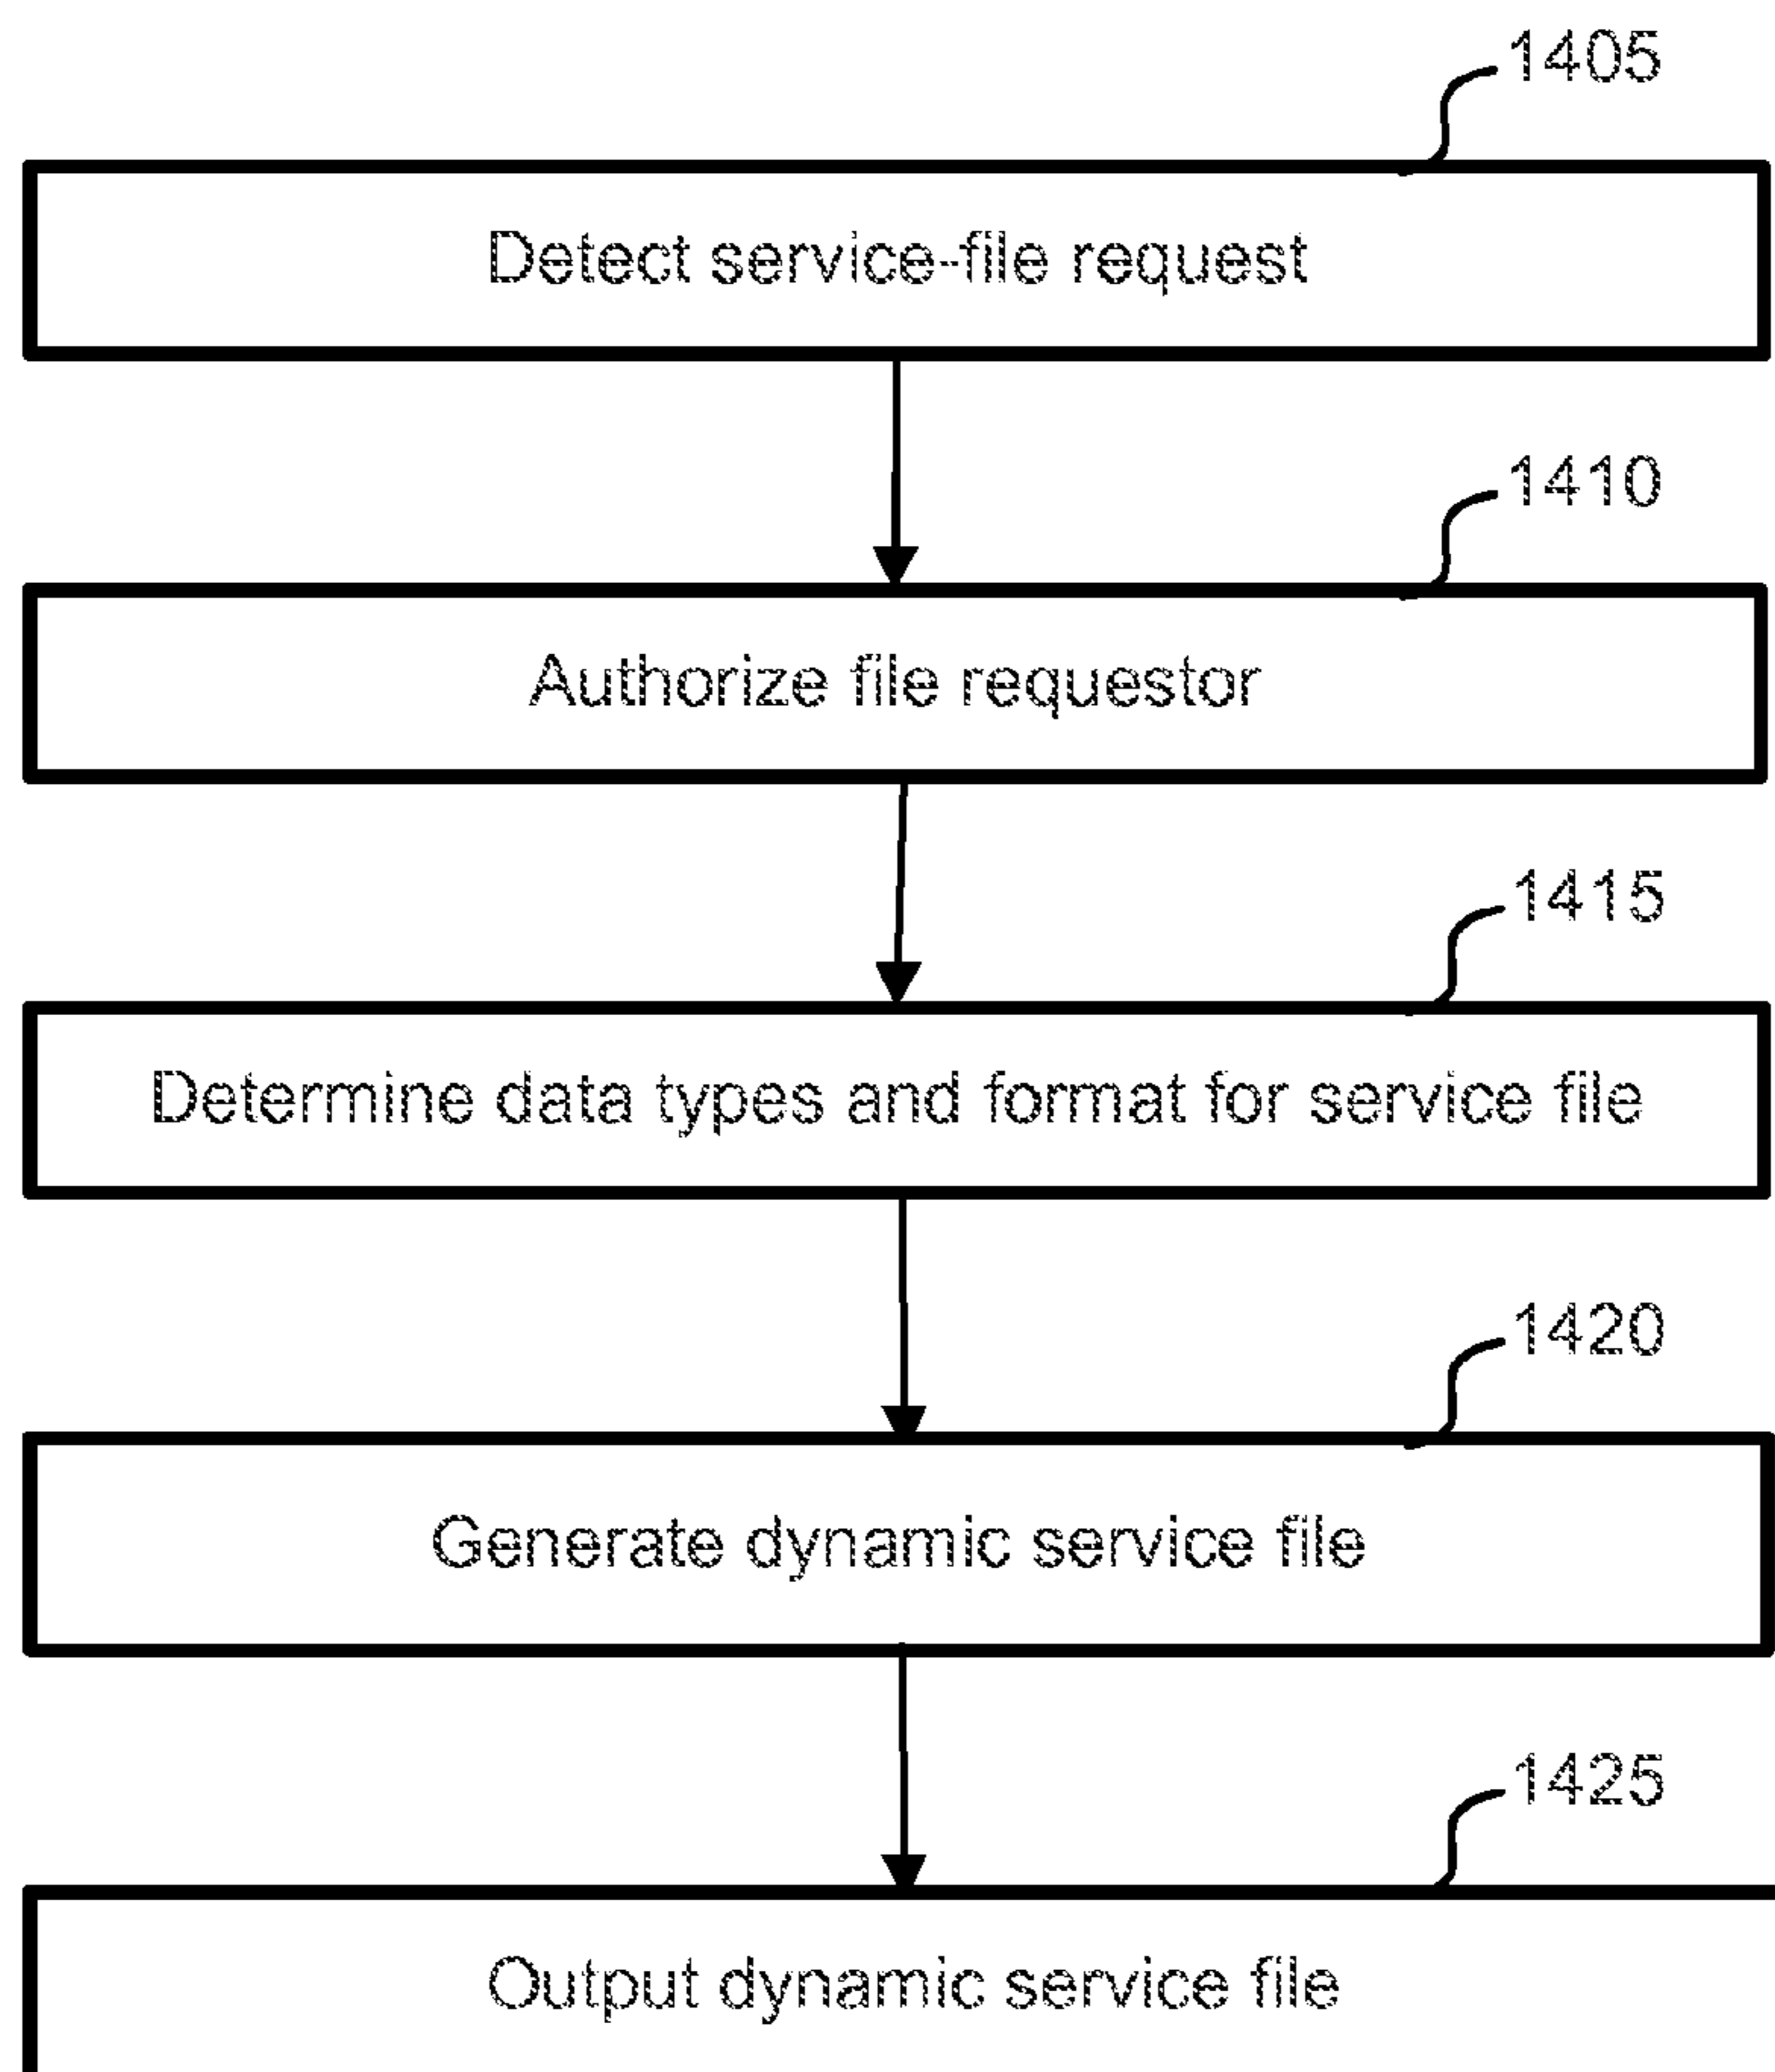 1405
Detect service-file request
1410
Authorize file requestor
1415
Determine data types and format for service file
1420
Generate dynamic service file
1425
Output dynamic service file